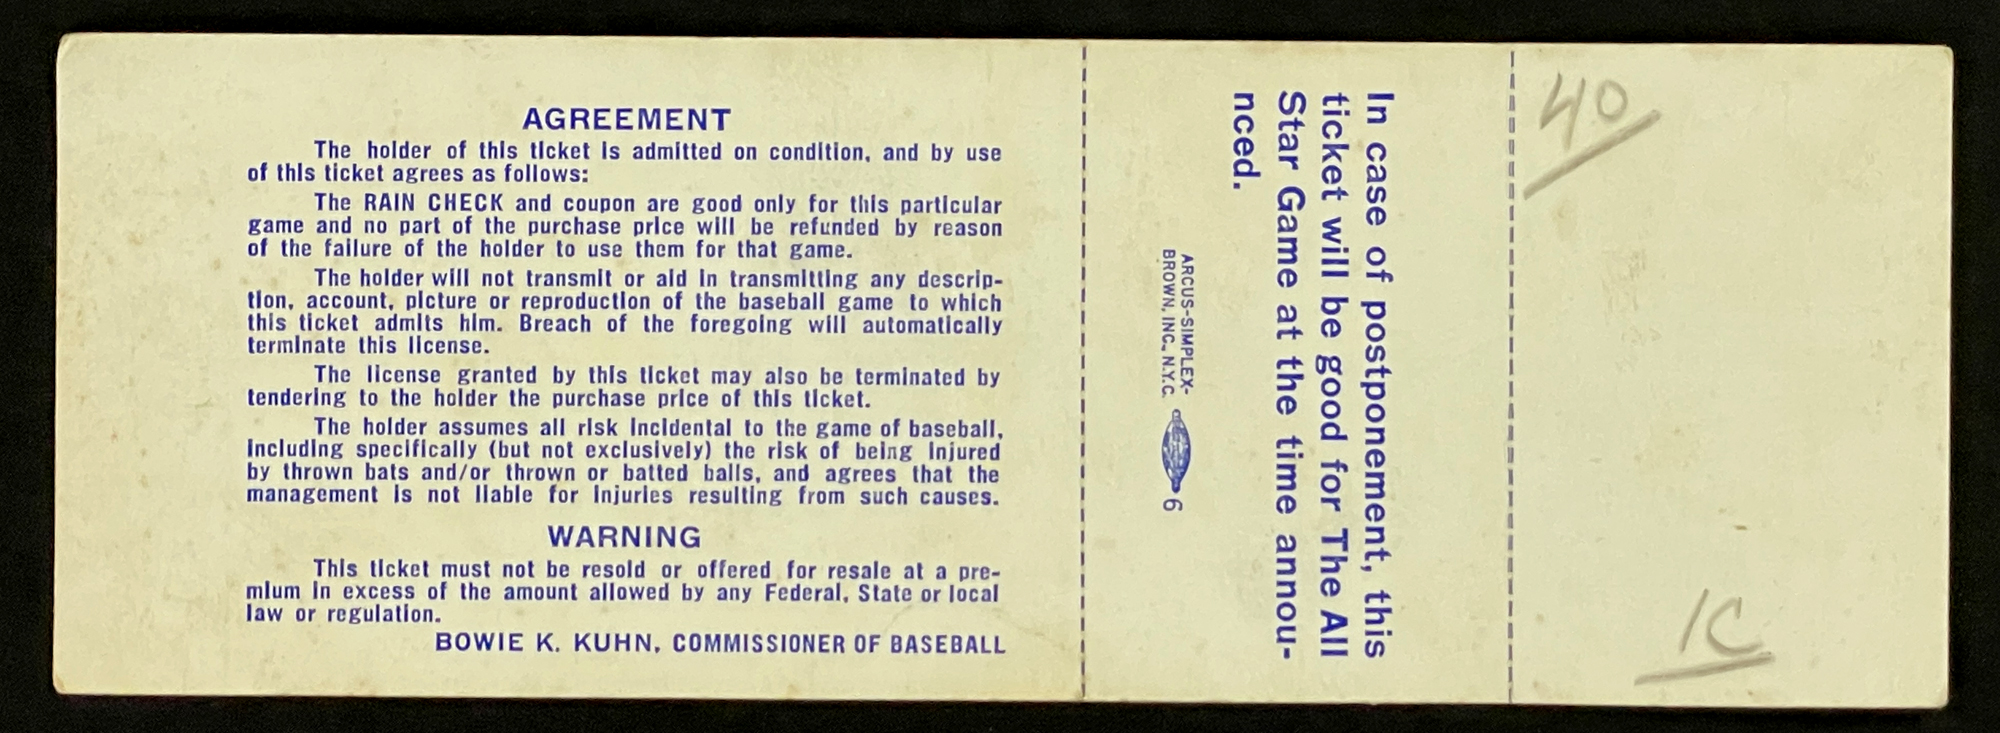 AGREEMENT
The holder of this ticket is admitted on condition, and by use
of this ticket agrees as follows:
The RAIN CHECK and coupon are good only for this particular
game and no part of the purchase price will be refunded by reason
of the failure of the holder to use them for that game.
The holder will not transmit or aid in transmitting any descrip-
tion, account, picture or reproduction of the baseball game to which
this ticket admits him. Breach of the foregoing will automatically
terminate this license.
The license granted by this ticket may also be terminated by
tendering to the holder the purchase price of this ticket.
The holder assumes all risk incidental to the game of baseball,
including specifically (but not exclusively) the risk of being injured
by thrown bats and/or thrown or batted balls, and agrees that the
management is not liable for injuries resulting from such causes.
WARNING
This ticket must not be resold or offered for resale at a pre-
mium in excess of the amount allowed by any Federal, State or local
law or regulation.
BOWIE K. KUHN, COMMISSIONER OF BASEBALL
In case of postponement, this
ticket will be good for The All
Star Game at the time annou-
nced.
ARCUS-SIMPLEX-
BROWN, INC., N.Y.C. 6
40/
1C